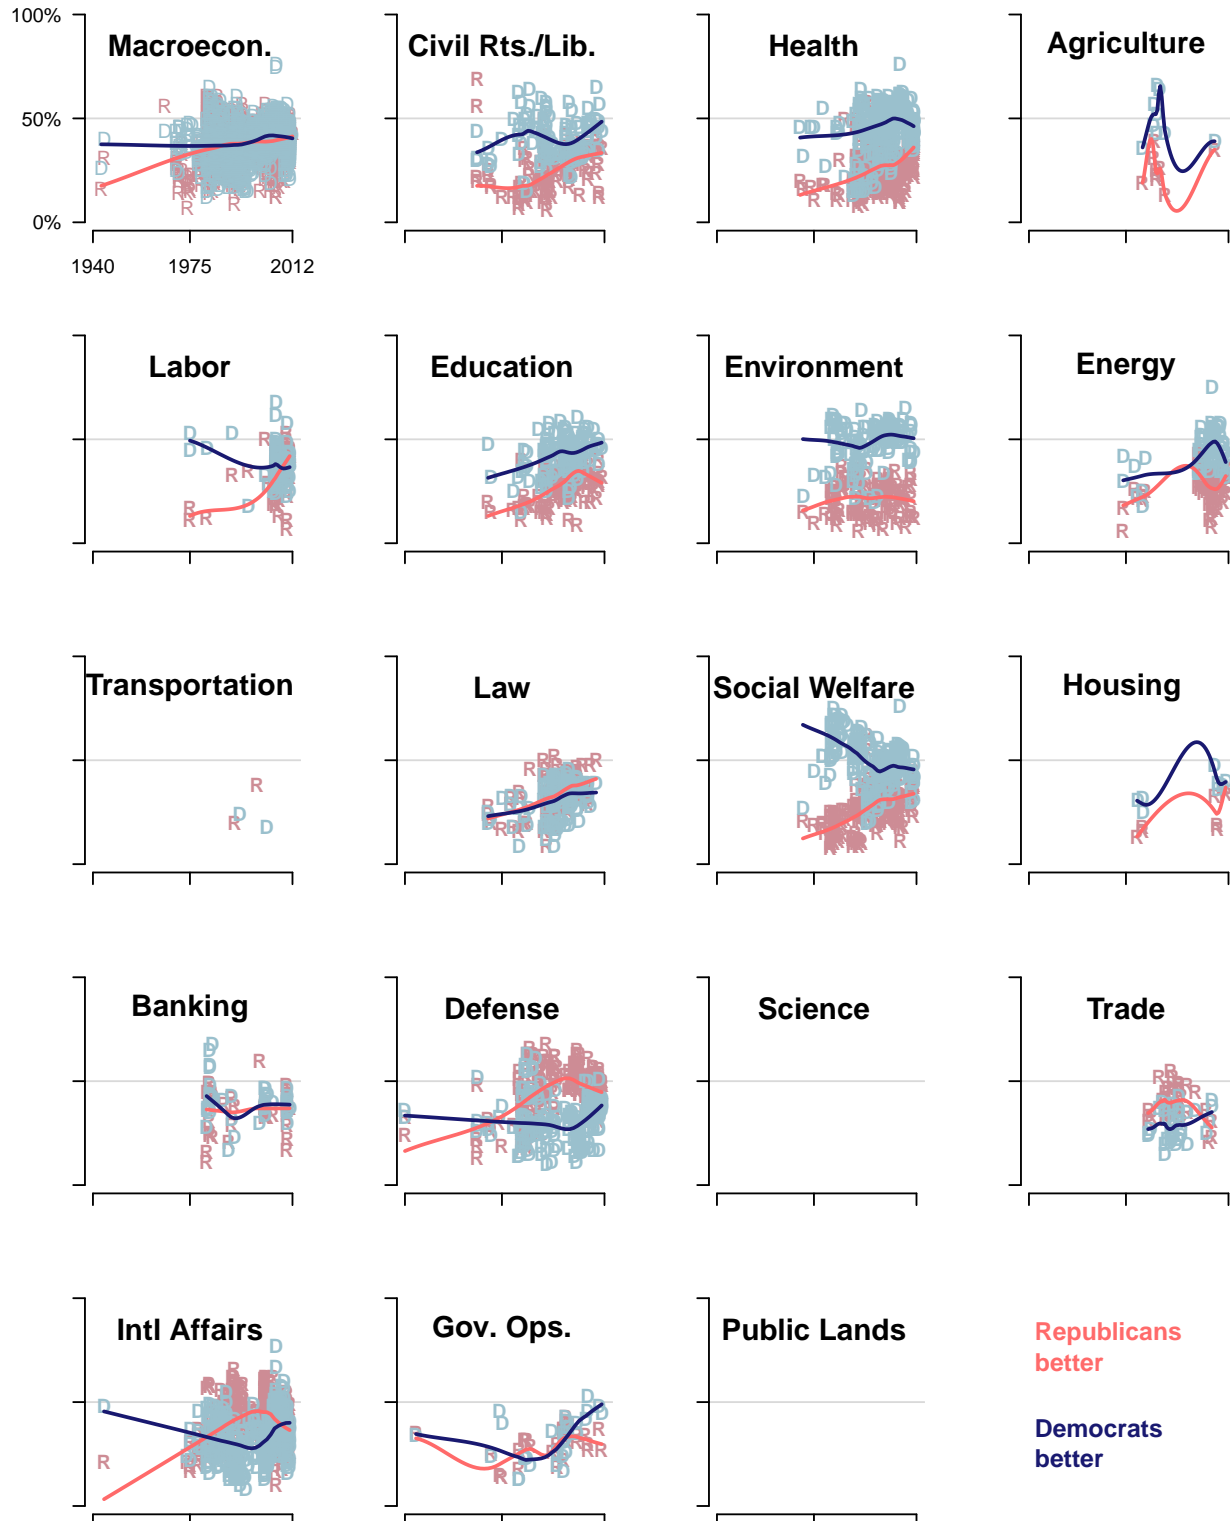 100%
Macroecon.
Civil Rts./Lib.
Health
Agriculture
50%
0%
1940 1975 2012
Labor
Education
Environment
Energy
Transportation
Law
Social Welfare
Housing
Banking
Defense
Science
Trade
Intl Affairs
Gov. Ops.
Public Lands
Republicans
better
Democrats
better